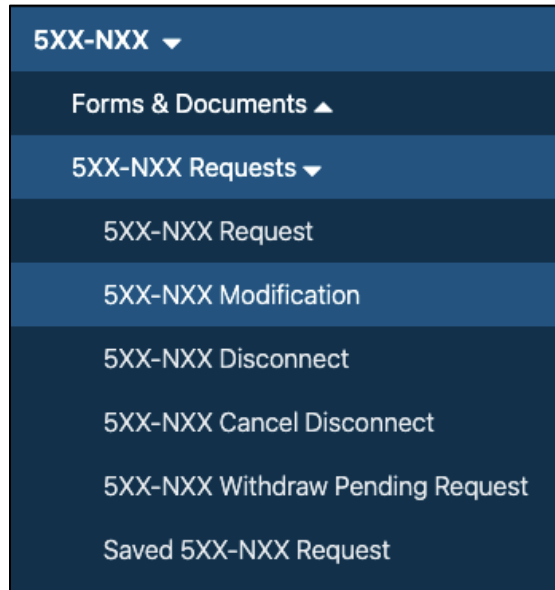 5XX-NXX
Forms & Documents
5XX-NXX Requests
5XX-NXX Request
5XX-NXX Modification
5XX-NXX Disconnect
5XX-NXX Cancel Disconnect
5XX-NXX Withdraw Pending Request
Saved 5XX-NXX Request